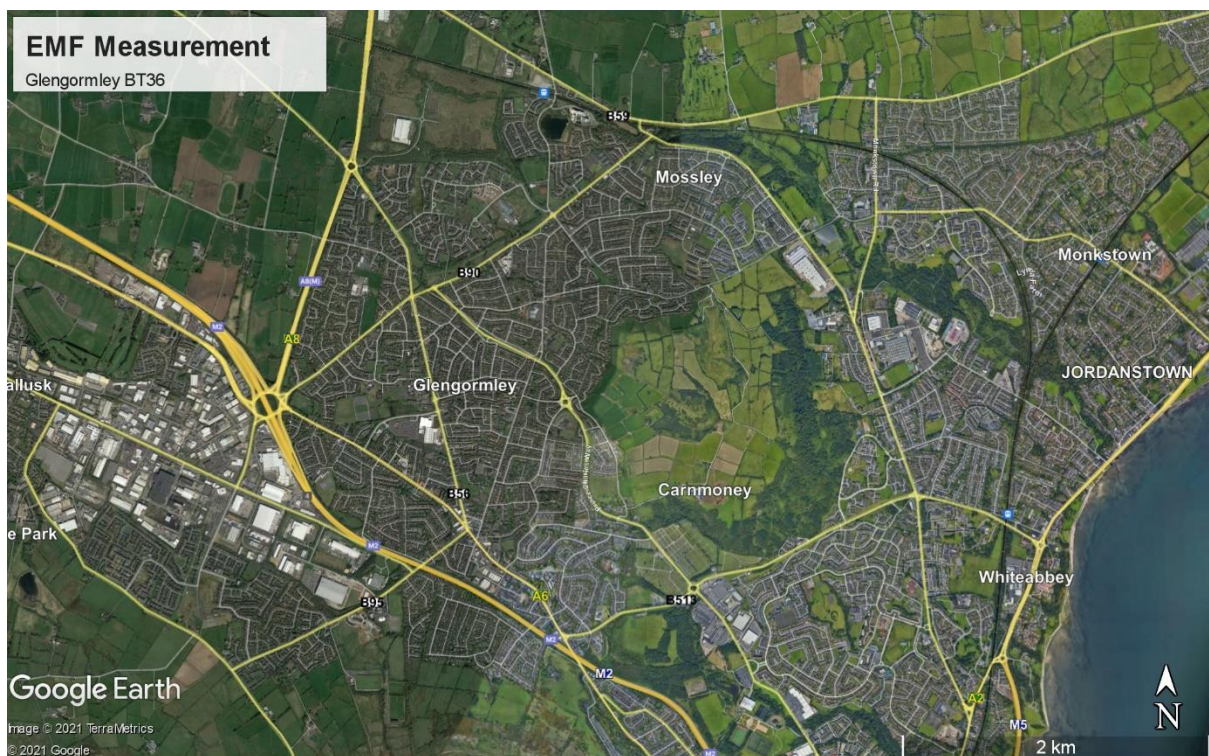 EMF Measurement
Glengormley BT36
B59
Mossley
Monkstown
B90
A8(M)
M2
A8
JORDANSTOWN
allusk
Glengormley
Carnmoney
B56
e Park
M2
Whiteabbey
B95
A6
B513
M2
M2
A2
M5
M2
Google Earth
Image © 2021 TerraMetrics
© 2021 Google
N
2 km